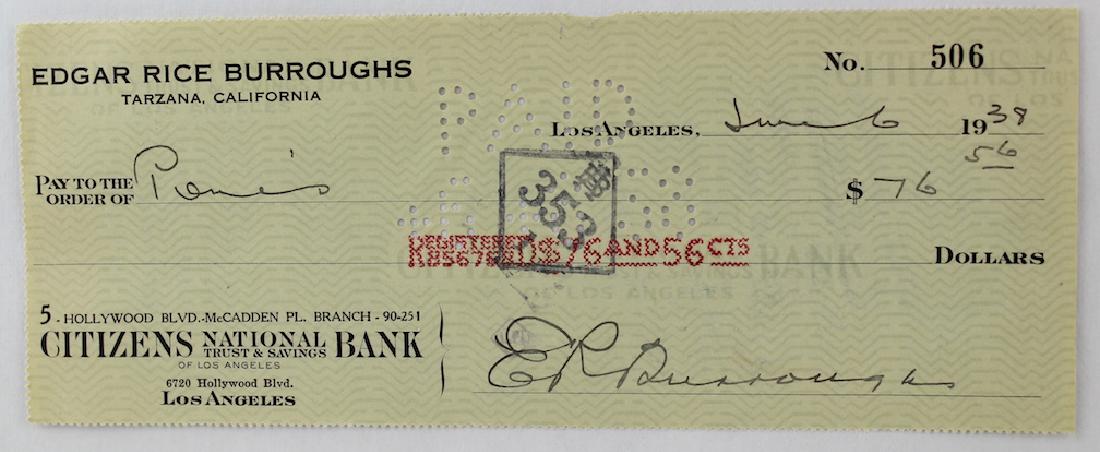 EDGAR RICE BURROUGHS
TARZANA, CALIFORNIA
No. 506
LOS ANGELES, June 6 1938
PAY TO THE ORDER OF
$ 76 56
REGISTERED
$76 AND 56 CTS
DOLLARS
PAID
353
5 - HOLLYWOOD BLVD.-McCADDEN PL. BRANCH - 90-251
CITIZENS NATIONAL TRUST & SAVINGS BANK
OF LOS ANGELES
6720 Hollywood Blvd.
LOS ANGELES
E R Burroughs